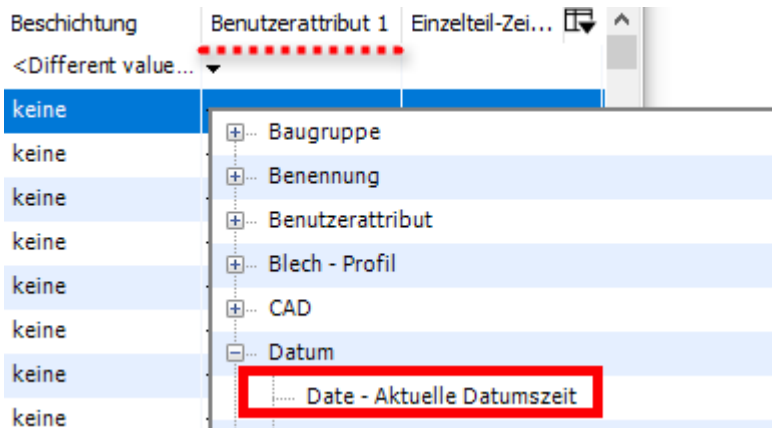 Beschichtung Benutzerattribut 1 Einzelteil-Zei...
<Different value...
keine
keine
keine
keine
keine
keine
keine
keine
Baugruppe
Benennung
Benutzerattribut
Blech - Profil
CAD
Datum
Date - Aktuelle Datumszeit